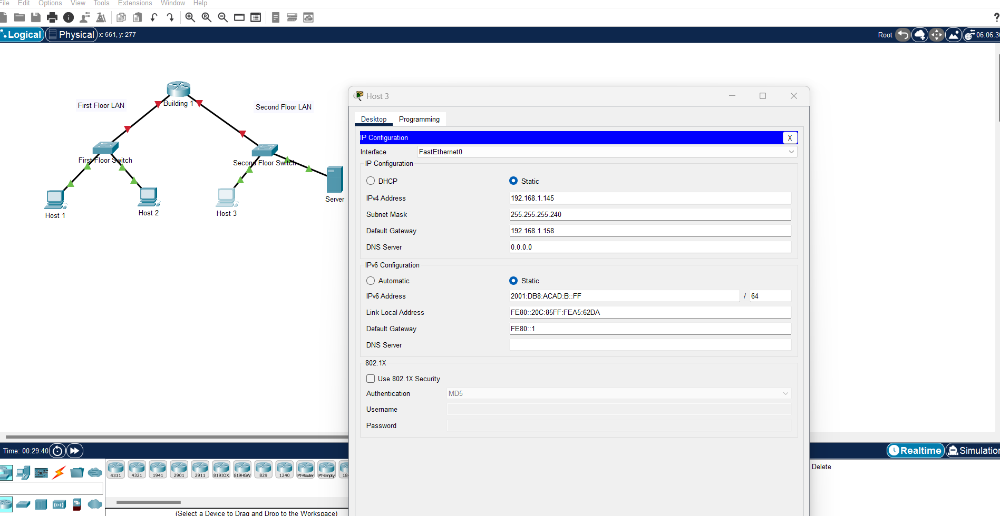 File Edit Options View Tools Extensions Window Help
?
Logical Physical x: 661, y: 277 Root 06:06:30
First Floor LAN
Building 1
Second Floor LAN
First Floor Switch
Second Floor Switch
Host 1
Host 2
Host 3
Server
Host 3
Desktop Programming
IP Configuration X
Interface FastEthernet0
IP Configuration
DHCP Static
IPv4 Address 192.168.1.145
Subnet Mask 255.255.255.240
Default Gateway 192.168.1.158
DNS Server 0.0.0.0
IPv6 Configuration
Automatic Static
IPv6 Address 2001:DB8:ACAD:B::FF / 64
Link Local Address FE80::20C:85FF:FEA5:62DA
Default Gateway FE80::1
DNS Server
802.1X
Use 802.1X Security
Authentication MD5
Username
Password
Time: 00:29:40 Realtime Simulation
4331 4321 1941 2901 2911 819IOX 819HGW 829 1240 PT-Router PT-Empty 18
Delete
(Select a Device to Drag and Drop to the Workspace)